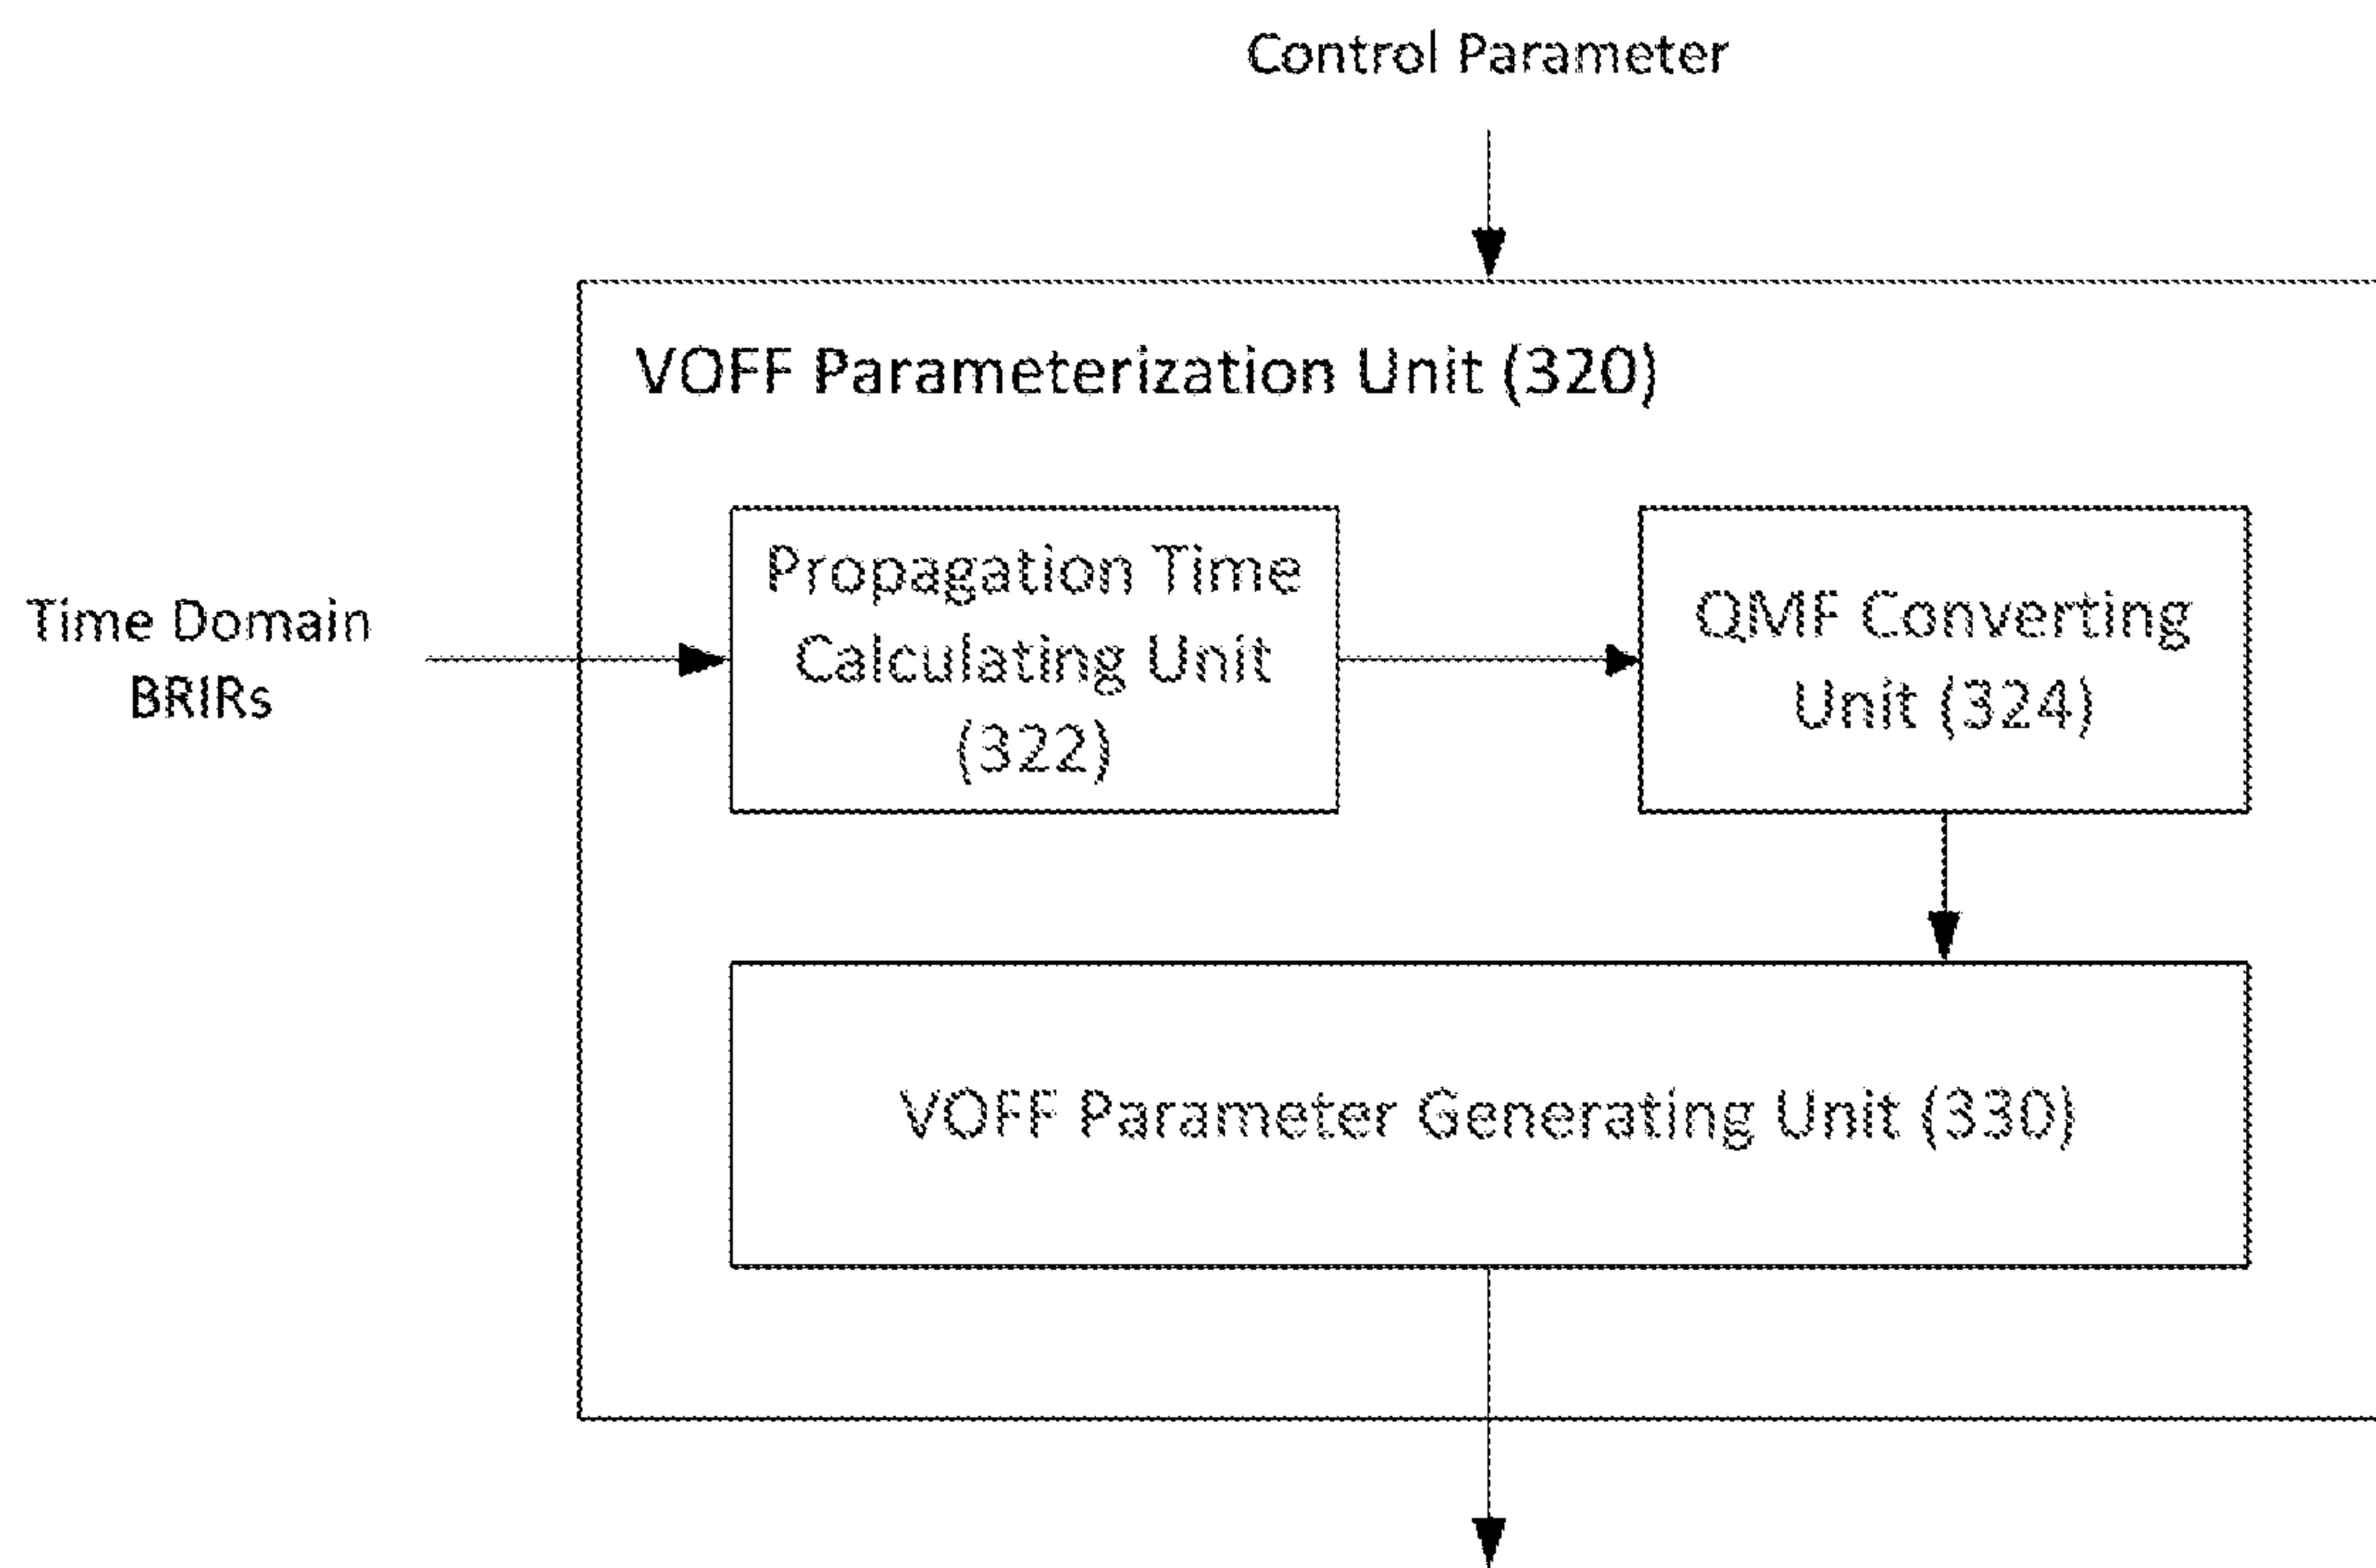 Control Parameter
VOFF Parameterization Unit (320)
Time Domain
BRIRs
Propagation Time
Calculating Unit
(322)
QMF Converting
Unit (324)
VOFF Parameter Generating Unit (330)